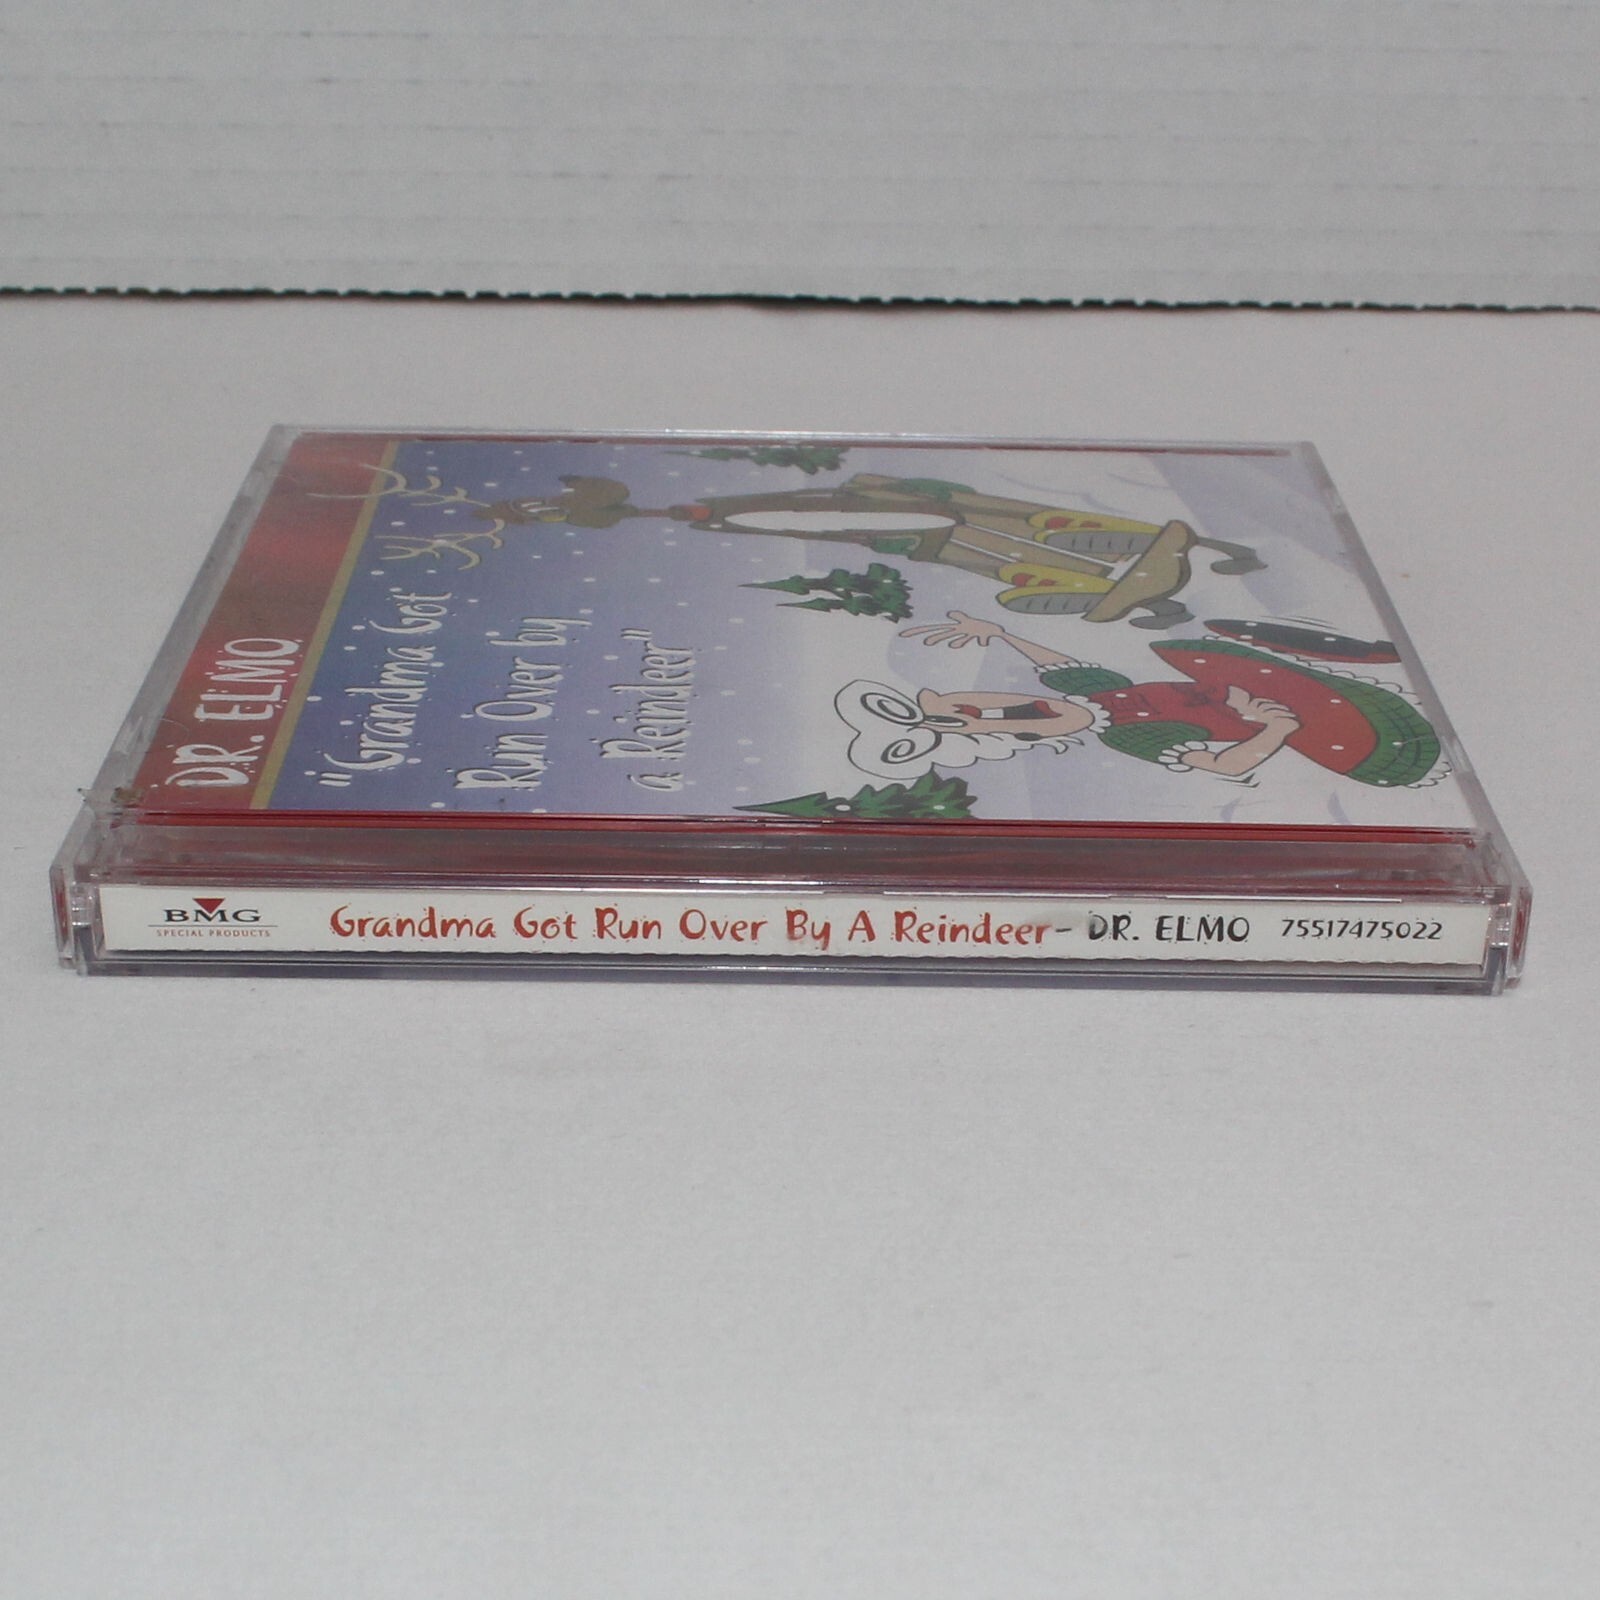 DR. ELMO
"Grandma Got
Run Over by
a Reindeer"
BMG
SPECIAL PRODUCTS
Grandma Got Run Over By A Reindeer- DR. ELMO 75517475022